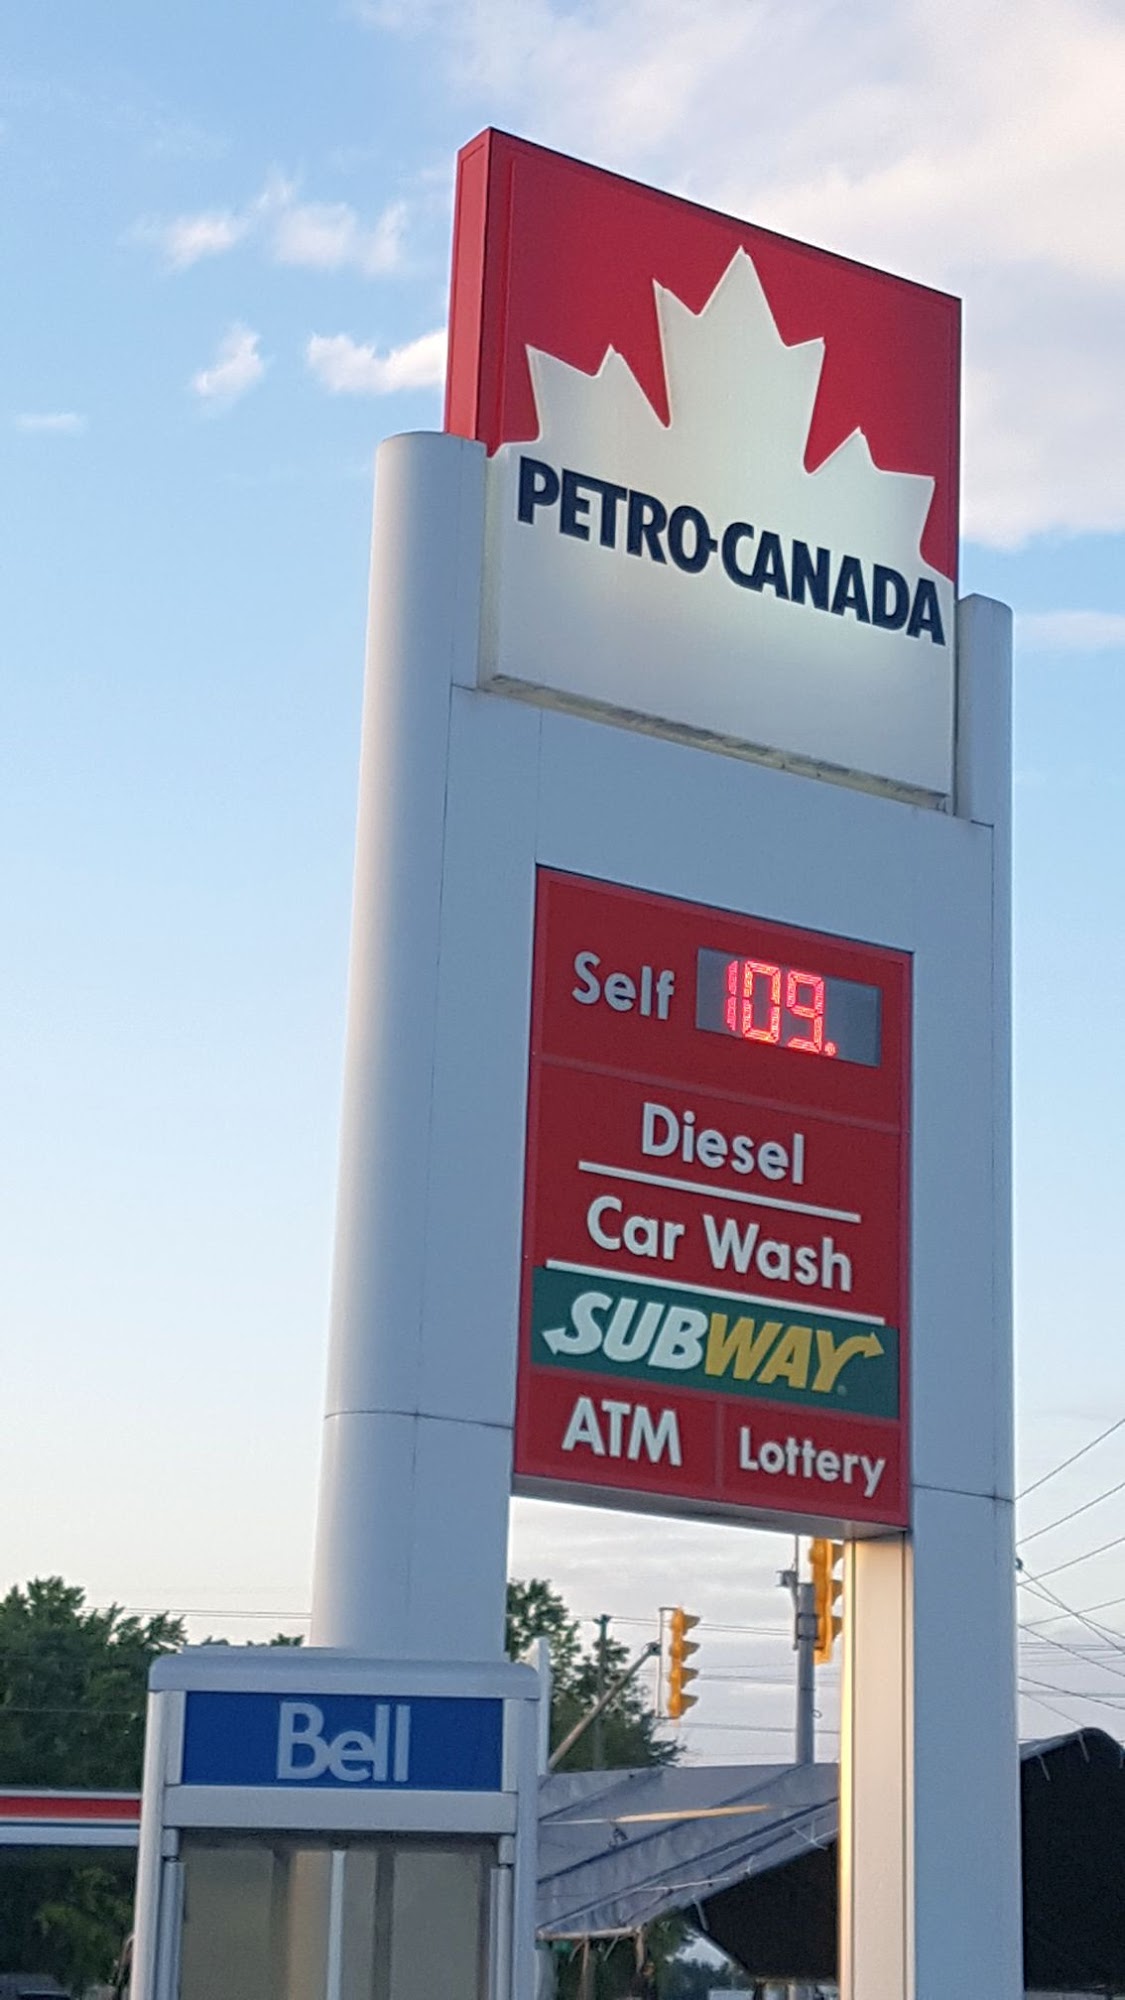 PETRO-CANADA
Self 109.
Diesel
Car Wash
SUBWAY
ATM Lottery
Bell